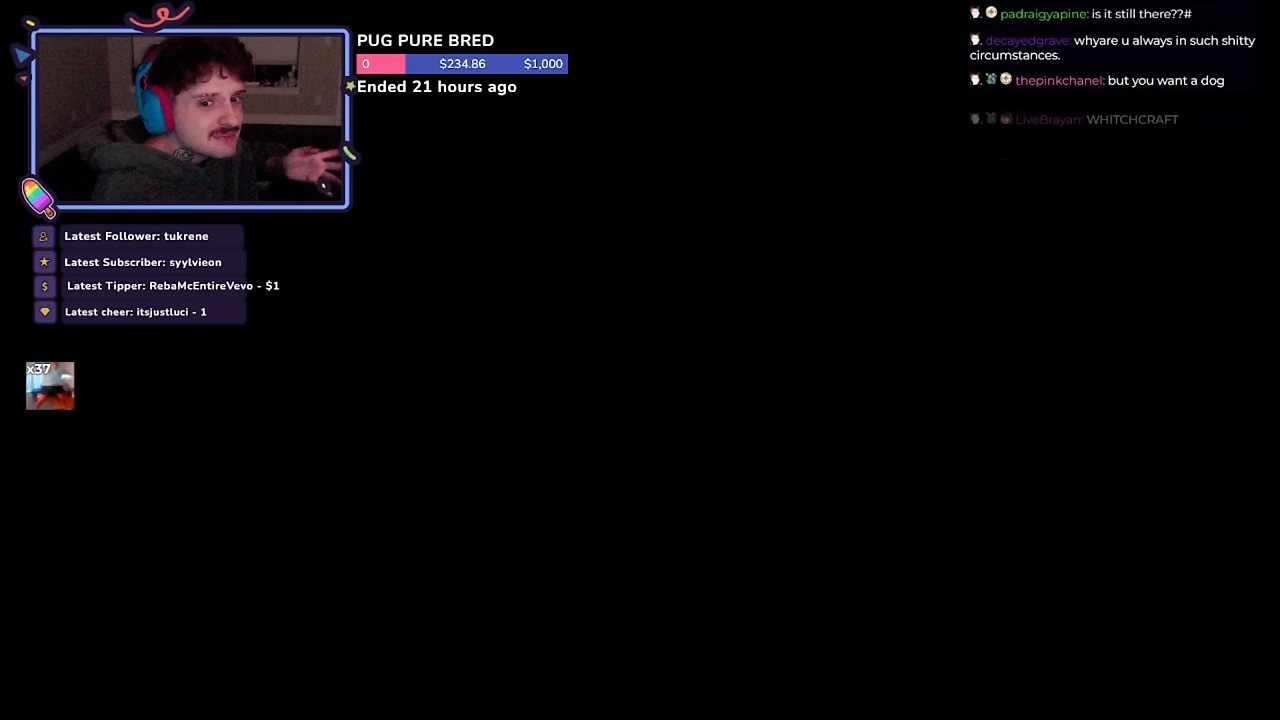 PUG PURE BRED
0 $234.86 $1,000
Ended 21 hours ago
padraigyapine: is it still there??#
decayedgrave: whyare u always in such shitty
circumstances.
thepinkchanel: but you want a dog
LiveBrayan: WHITCHCRAFT
Latest Follower: tukrene
Latest Subscriber: syylvieon
$ Latest Tipper: RebaMcEntireVevo - $1
Latest cheer: itsjustluci - 1
x37